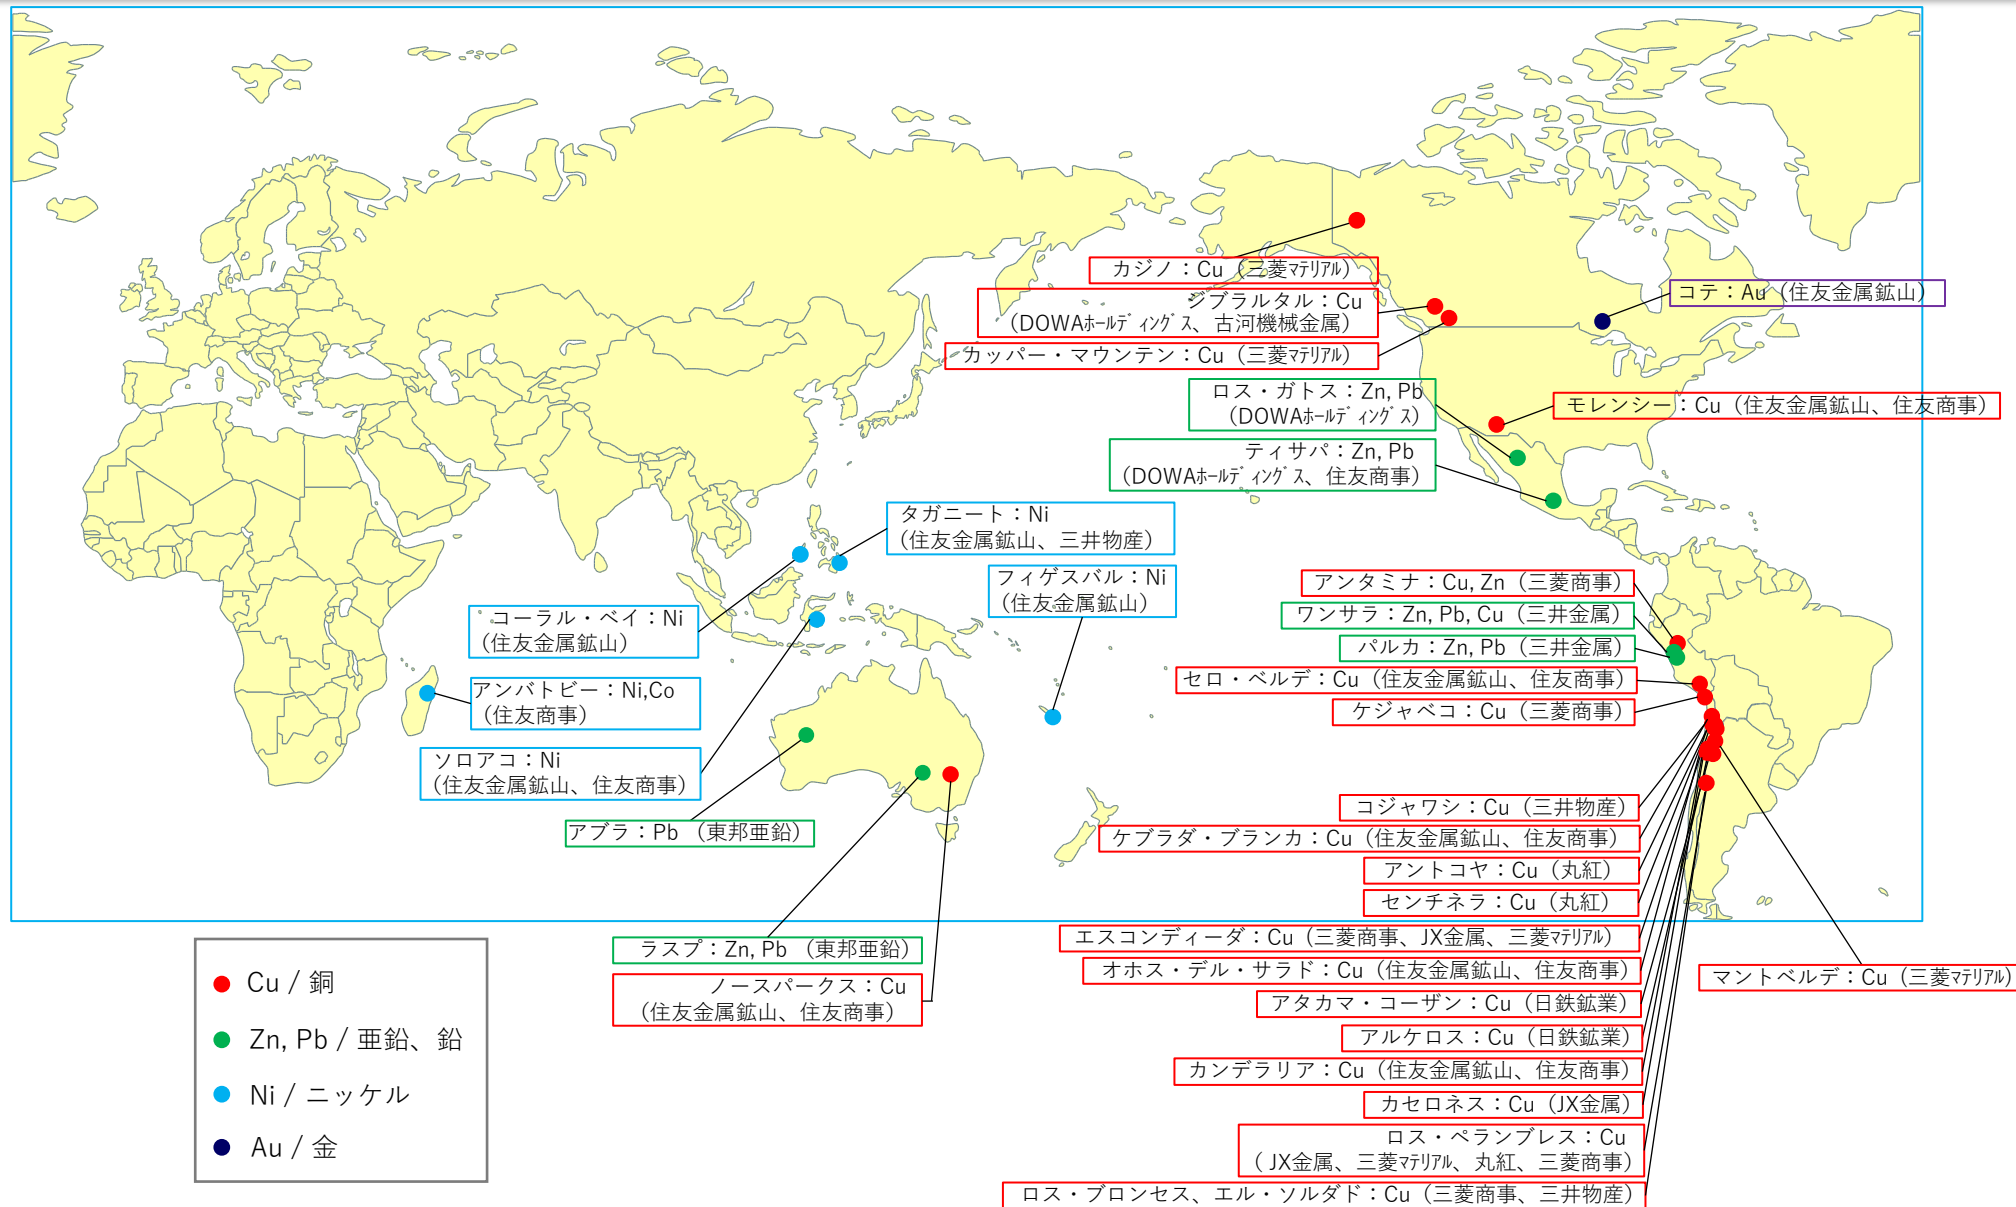 カジノ：Cu（三菱ﾏﾃﾘｱﾙ）
ジブラルタル：Cu
（DOWAﾎｰﾙﾃﾞｨﾝｸﾞｽ、古河機械金属）
カッパー・マウンテン：Cu（三菱ﾏﾃﾘｱﾙ）
コテ：Au（住友金属鉱山）
ロス・ガトス：Zn, Pb
（DOWAﾎｰﾙﾃﾞｨﾝｸﾞｽ）
モレンシー：Cu（住友金属鉱山、住友商事）
ティサパ：Zn, Pb
（DOWAﾎｰﾙﾃﾞｨﾝｸﾞｽ、住友商事）
タガニート：Ni
（住友金属鉱山、三井物産）
フィゲスバル：Ni
（住友金属鉱山）
コーラル・ベイ：Ni
（住友金属鉱山）
アンバトビー：Ni,Co
（住友商事）
ソロアコ：Ni
（住友金属鉱山、住友商事）
アブラ：Pb （東邦亜鉛）
ラスプ：Zn, Pb （東邦亜鉛）
ノースパークス：Cu
（住友金属鉱山、住友商事）
アンタミナ：Cu, Zn（三菱商事）
ワンサラ：Zn, Pb, Cu（三井金属）
パルカ：Zn, Pb（三井金属）
セロ・ベルデ：Cu（住友金属鉱山、住友商事）
ケジャベコ：Cu（三菱商事）
コジャワシ：Cu（三井物産）
ケブラダ・ブランカ：Cu（住友金属鉱山、住友商事）
アントコヤ：Cu（丸紅）
センチネラ：Cu（丸紅）
エスコンディーダ：Cu（三菱商事、JX金属、三菱ﾏﾃﾘｱﾙ）
オホス・デル・サラド：Cu（住友金属鉱山、住友商事）
マントベルデ：Cu（三菱ﾏﾃﾘｱﾙ）
アタカマ・コーザン：Cu（日鉄鉱業）
アルケロス：Cu（日鉄鉱業）
カンデラリア：Cu（住友金属鉱山、住友商事）
カセロネス：Cu（JX金属）
ロス・ペランブレス：Cu
（ JX金属、三菱ﾏﾃﾘｱﾙ、丸紅、三菱商事）
ロス・ブロンセス、エル・ソルダド：Cu（三菱商事、三井物産）
Cu / 銅
Zn, Pb / 亜鉛、鉛
Ni / ニッケル
Au / 金